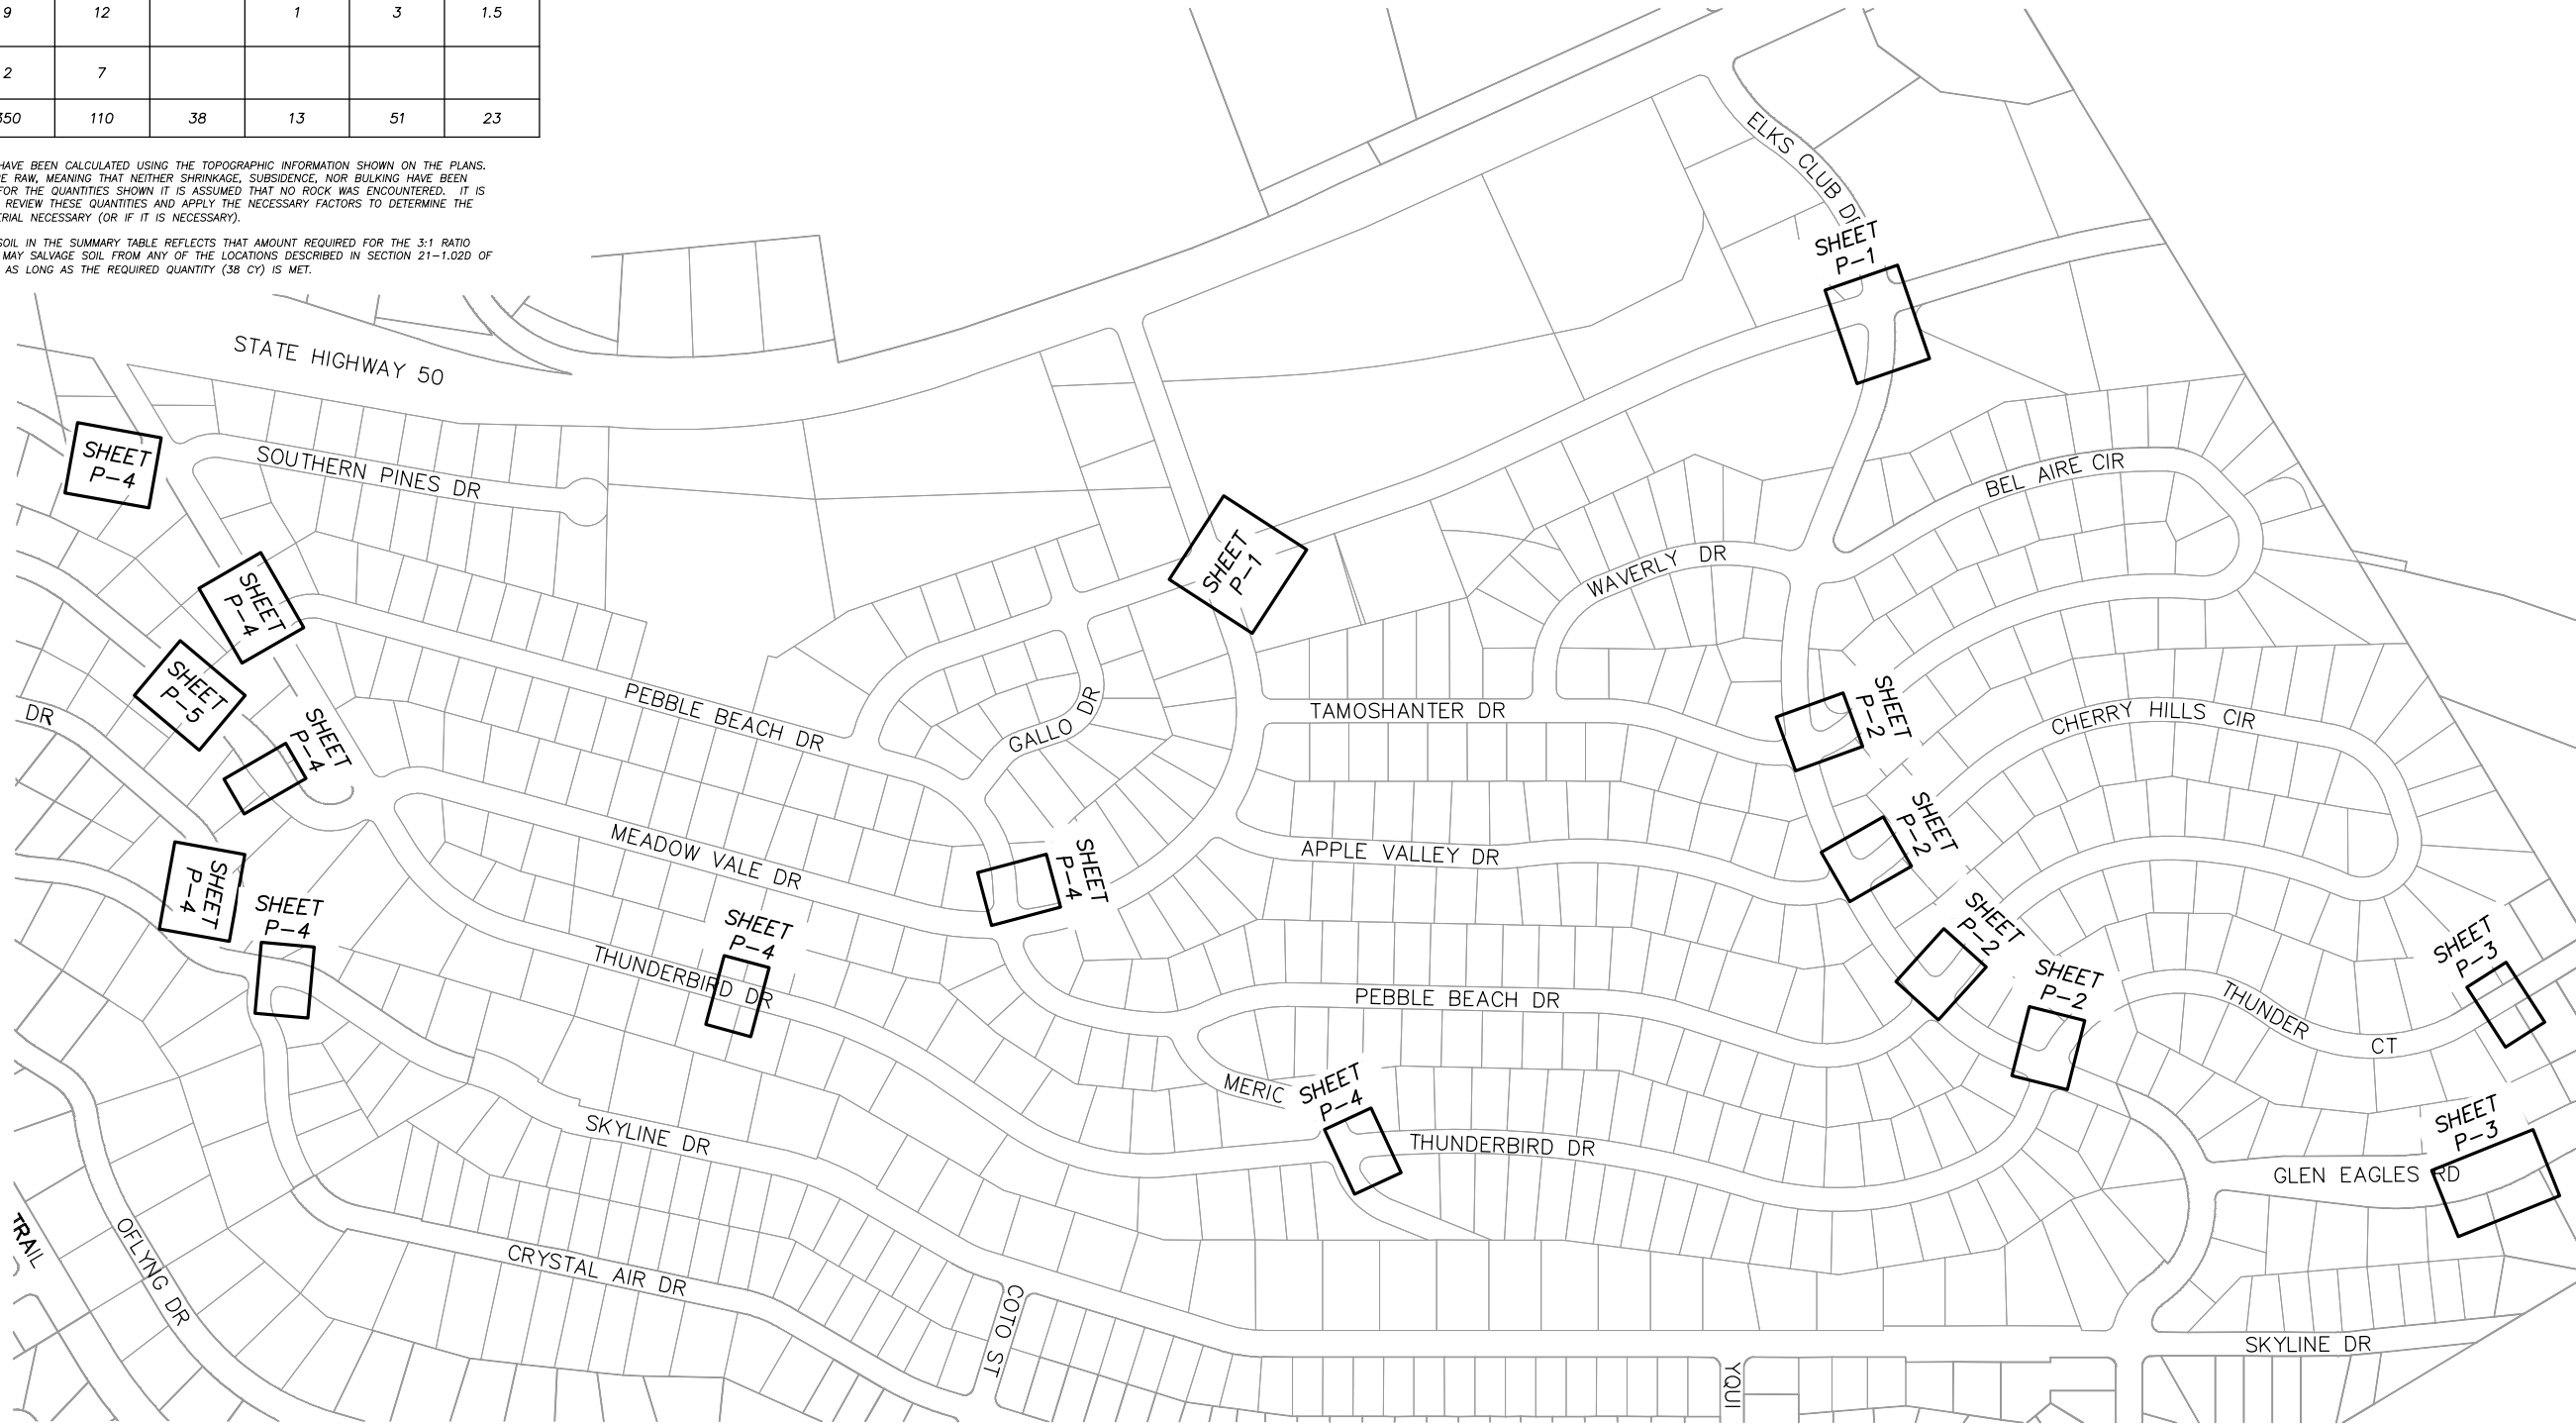 9 12 1 3 1.5
2 7
350 110 38 13 51 23
HAVE BEEN CALCULATED USING THE TOPOGRAPHIC INFORMATION SHOWN ON THE PLANS.
RE RAW, MEANING THAT NEITHER SHRINKAGE, SUBSIDENCE, NOR BULKING HAVE BEEN
FOR THE QUANTITIES SHOWN IT IS ASSUMED THAT NO ROCK WAS ENCOUNTERED. IT IS
REVIEW THESE QUANTITIES AND APPLY THE NECESSARY FACTORS TO DETERMINE THE
ERIAL NECESSARY (OR IF IT IS NECESSARY).
SOIL IN THE SUMMARY TABLE REFLECTS THAT AMOUNT REQUIRED FOR THE 3:1 RATIO
MAY SALVAGE SOIL FROM ANY OF THE LOCATIONS DESCRIBED IN SECTION 21-1.02D OF
AS LONG AS THE REQUIRED QUANTITY (38 CY) IS MET.
ELKS CLUB DR
SHEET
P-1
STATE HIGHWAY 50
SHEET
P-4
SOUTHERN PINES DR
BEL AIRE CIR
SHEET
P-1
WAVERLY DR
SHEET
P-4
SHEET
P-5
DR
SHEET
P-4
PEBBLE BEACH DR
GALLO DR
TAMOSHANTER DR
SHEET
P-2
CHERRY HILLS CIR
MEADOW VALE DR
APPLE VALLEY DR
SHEET
P-2
SHEET
P-4
SHEET
P-4
SHEET
P-4
SHEET
P-4
THUNDERBIRD DR
SHEET
P-2
SHEET
P-2
SHEET
P-3
PEBBLE BEACH DR
THUNDER
CT
MERIC
SHEET
P-4
THUNDERBIRD DR
SHEET
P-3
GLEN EAGLES RD
SKYLINE DR
TRAIL
OFLYNG DR
CRYSTAL AIR DR
COTO ST
SKYLINE DR
YQUI